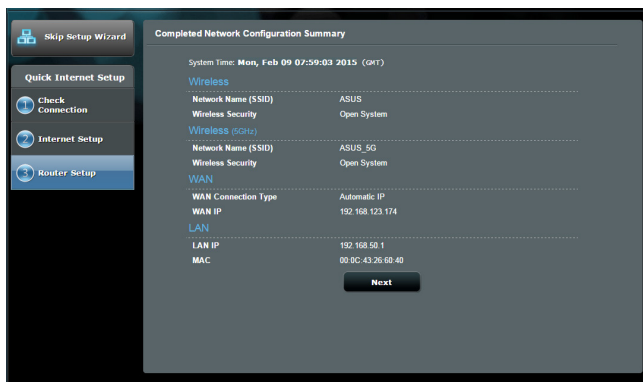 Skip Setup Wizard
Quick Internet Setup
1 Check Connection
2 Internet Setup
3 Router Setup
Completed Network Configuration Summary
System Time: Mon, Feb 09 07:59:03 2015 (GMT)
Wireless
Network Name (SSID) ASUS
Wireless Security Open System
Wireless (5GHz)
Network Name (SSID) ASUS_5G
Wireless Security Open System
WAN
WAN Connection Type Automatic IP
WAN IP 192.168.123.174
LAN
LAN IP 192.168.50.1
MAC 00:0C:43:26:60:40
Next